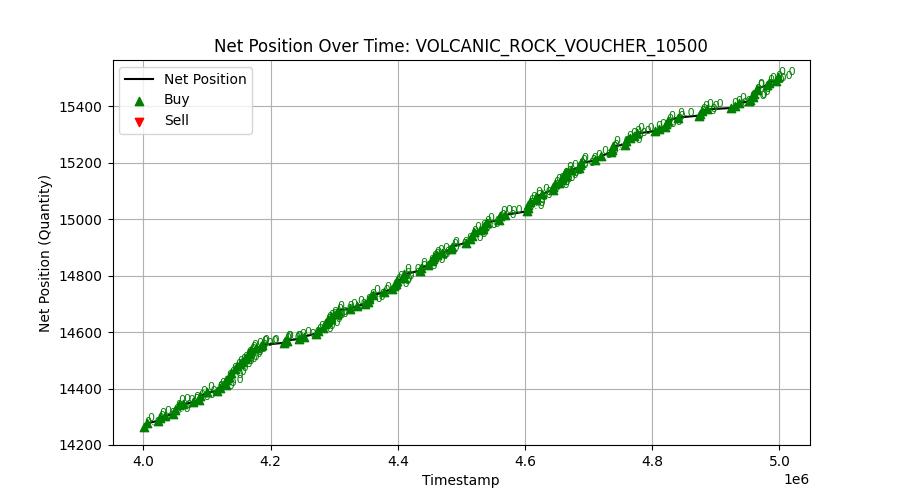 Net Position Over Time: VOLCANIC_ROCK_VOUCHER_10500
Net Position
Buy
Sell
Net Position (Quantity)
15400
15200
15000
14800
14600
14400
14200
4.0 4.2 4.4 4.6 4.8 5.0
1e6
Timestamp